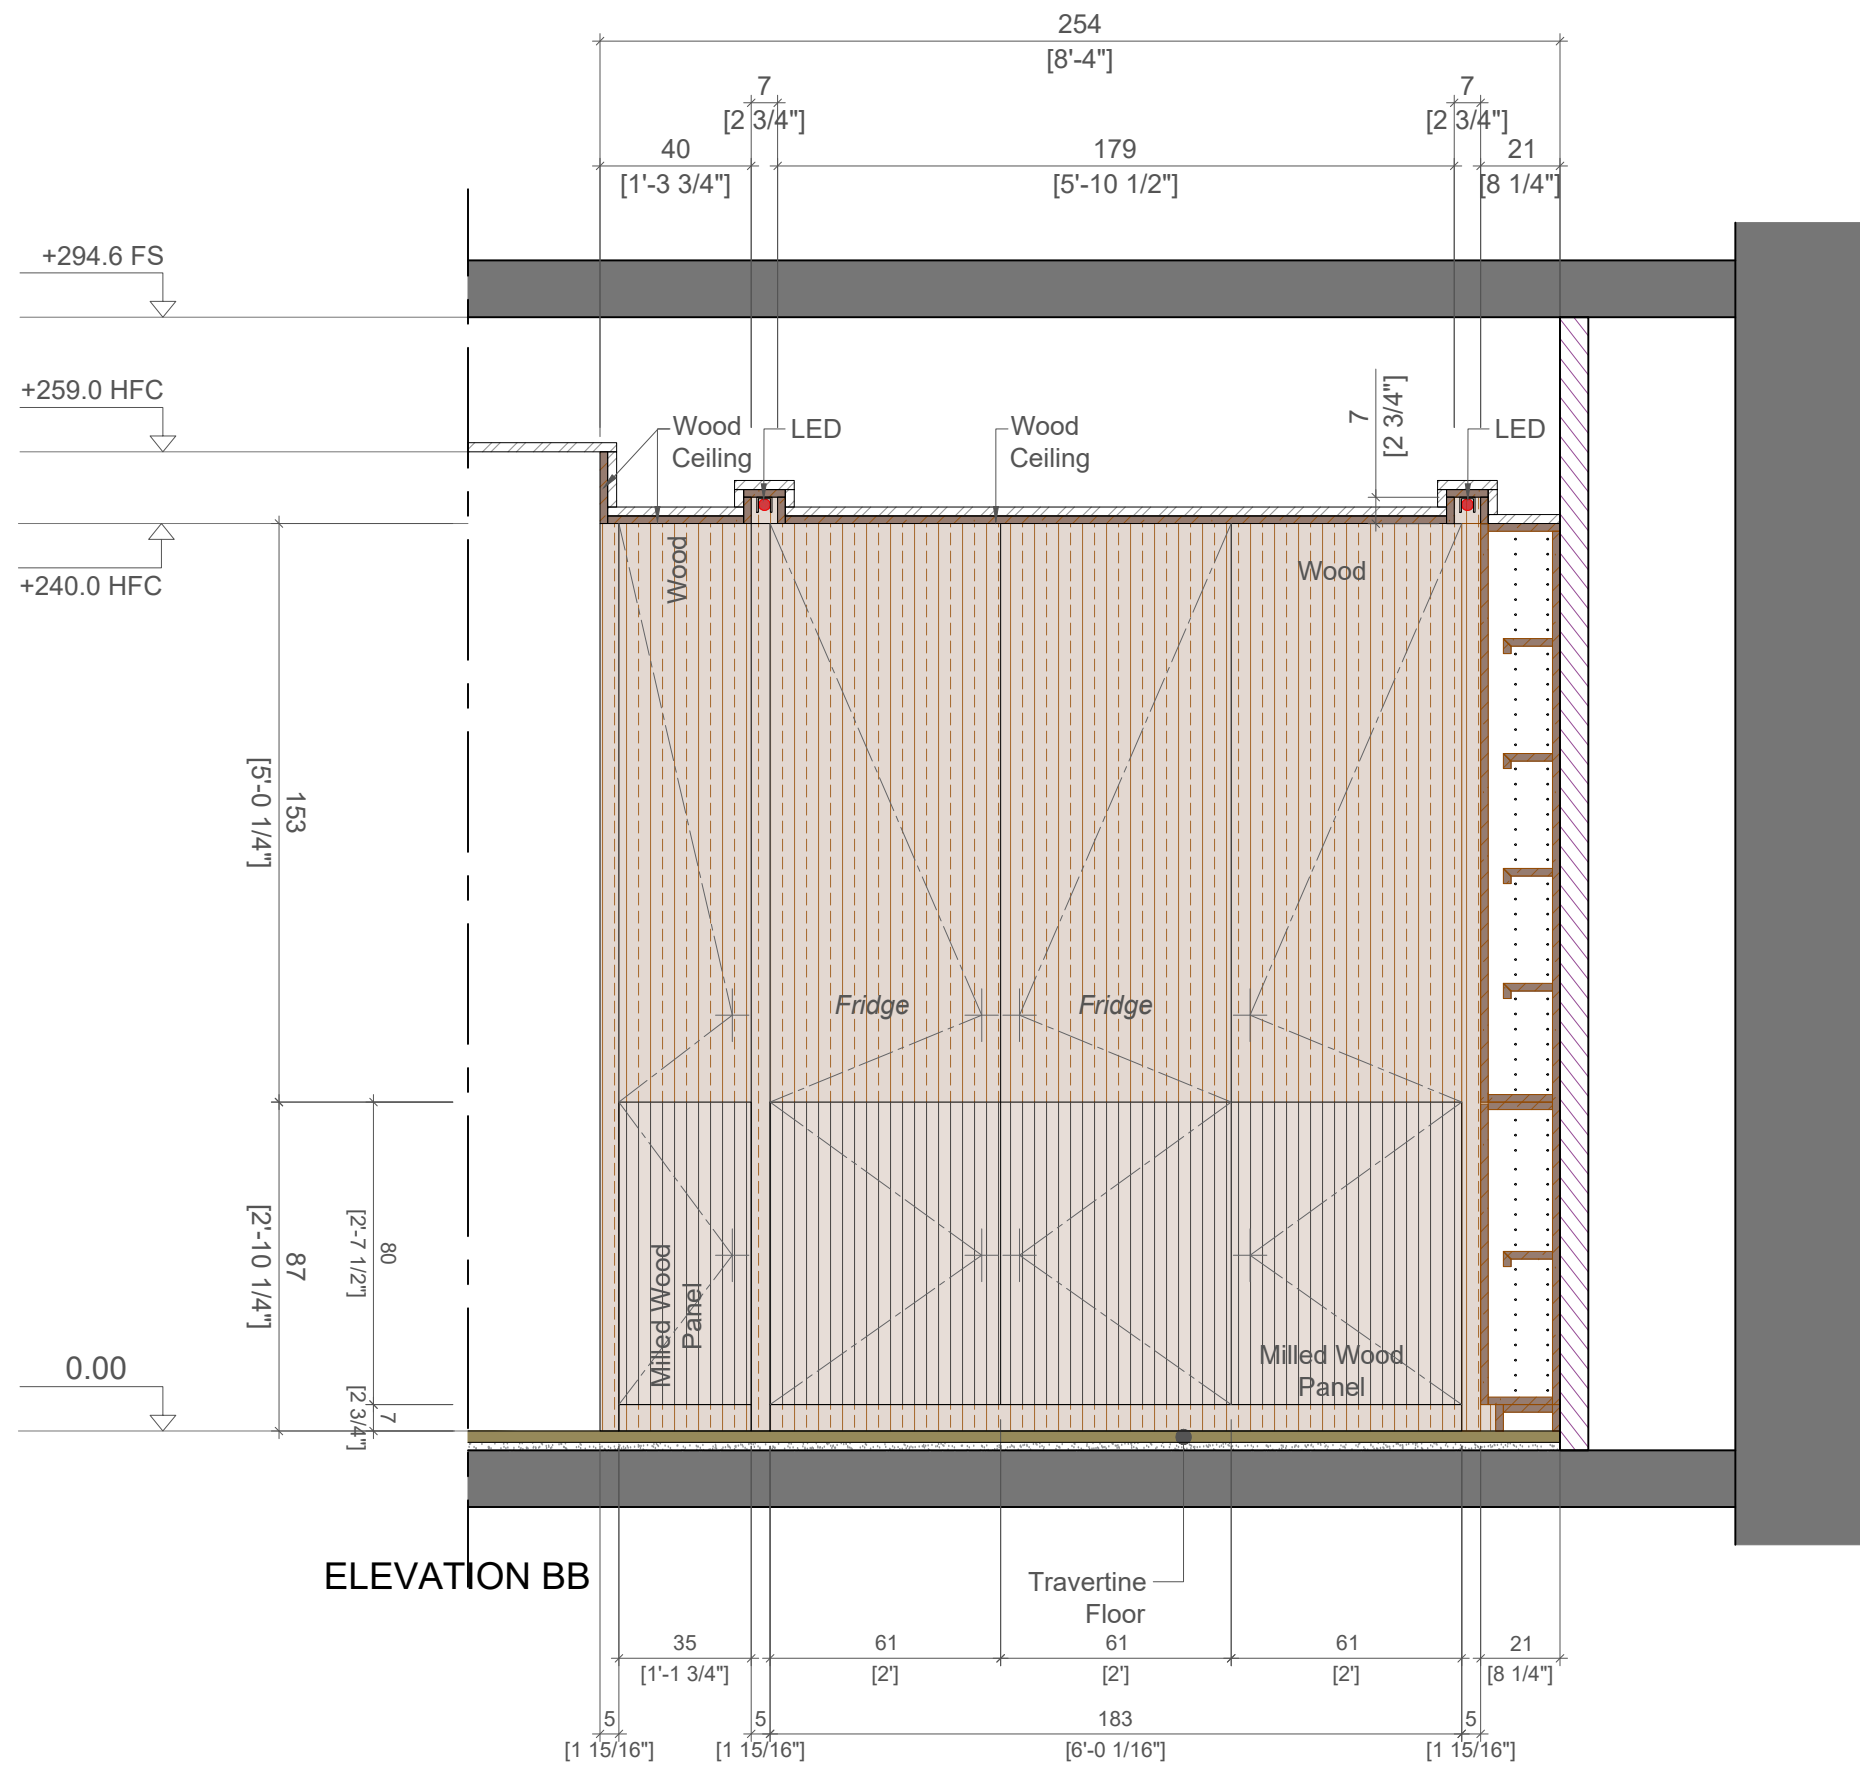 254
[8'-4"]
7
[2 3/4"]
7
[2 3/4"]
40
[1'-3 3/4"]
179
[5'-10 1/2"]
21
[8 1/4"]
+294.6 FS
+259.0 HFC
+240.0 HFC
Wood
Ceiling
LED
Wood
Ceiling
7
[2 3/4"]
LED
Wood
Wood
153
[5'-0 1/4"]
Fridge
Fridge
87
[2'-10 1/4"]
80
[2'-7 1/2"]
7
[2 3/4"]
Milled Wood
Panel
Milled Wood
Panel
0.00
ELEVATION BB
Travertine
Floor
35
[1'-1 3/4"]
61
[2']
61
[2']
61
[2']
21
[8 1/4"]
5
[1 15/16"]
5
[1 15/16"]
183
[6'-0 1/16"]
5
[1 15/16"]